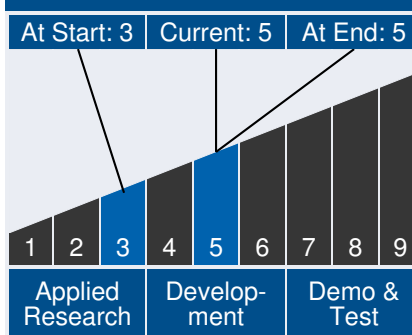 At Start: 3 Current: 5 At End: 5
1 2 3 4 5 6 7 8 9
Applied Research
Develop-ment
Demo & Test